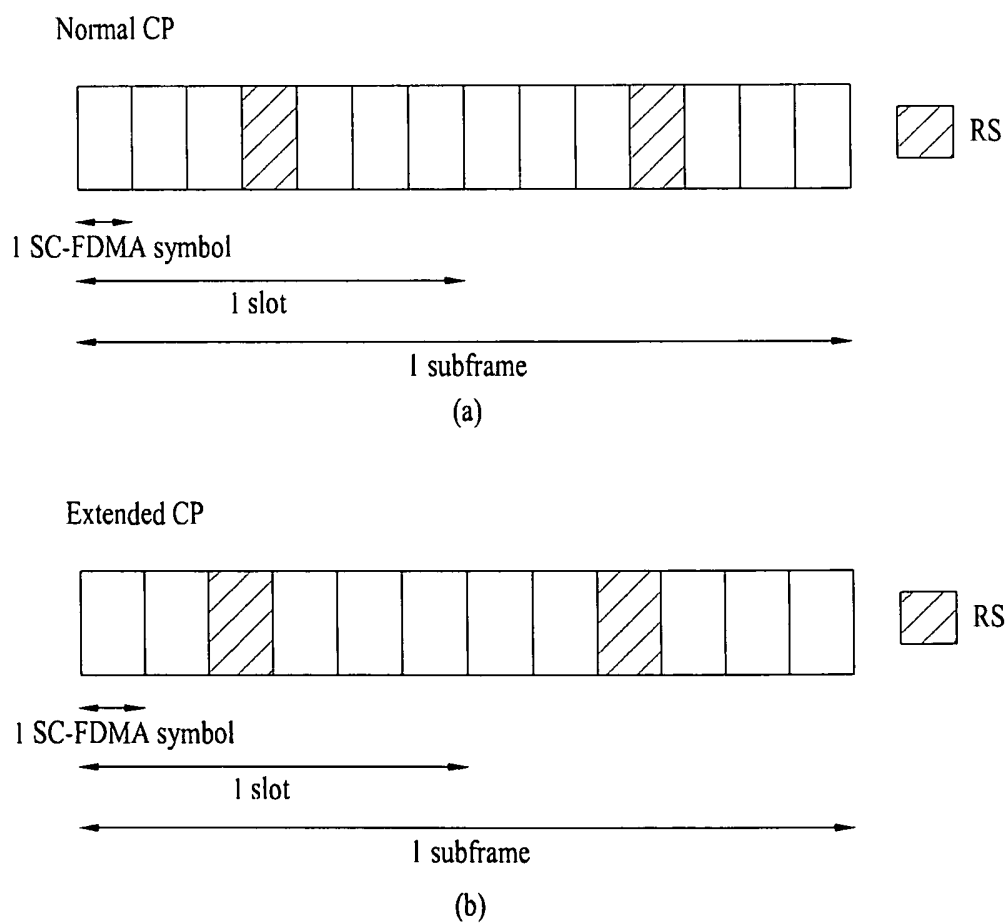 Normal CP
RS
1 SC-FDMA symbol
1 slot
1 subframe
(a)
Extended CP
RS
1 SC-FDMA symbol
1 slot
1 subframe
(b)